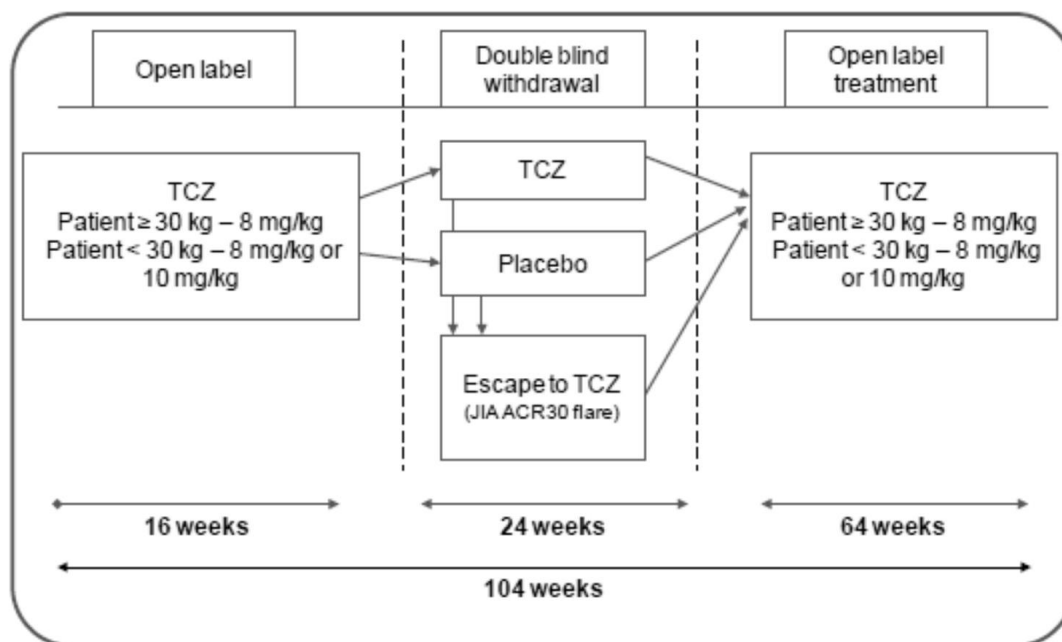 Open label
Double blind
withdrawal
Open label
treatment
TCZ
Patient ≥ 30 kg – 8 mg/kg
Patient < 30 kg – 8 mg/kg or
10 mg/kg
TCZ
Placebo
Escape to TCZ
(JIA ACR30 flare)
TCZ
Patient ≥ 30 kg – 8 mg/kg
Patient < 30 kg – 8 mg/kg
or 10 mg/kg
16 weeks
24 weeks
64 weeks
104 weeks